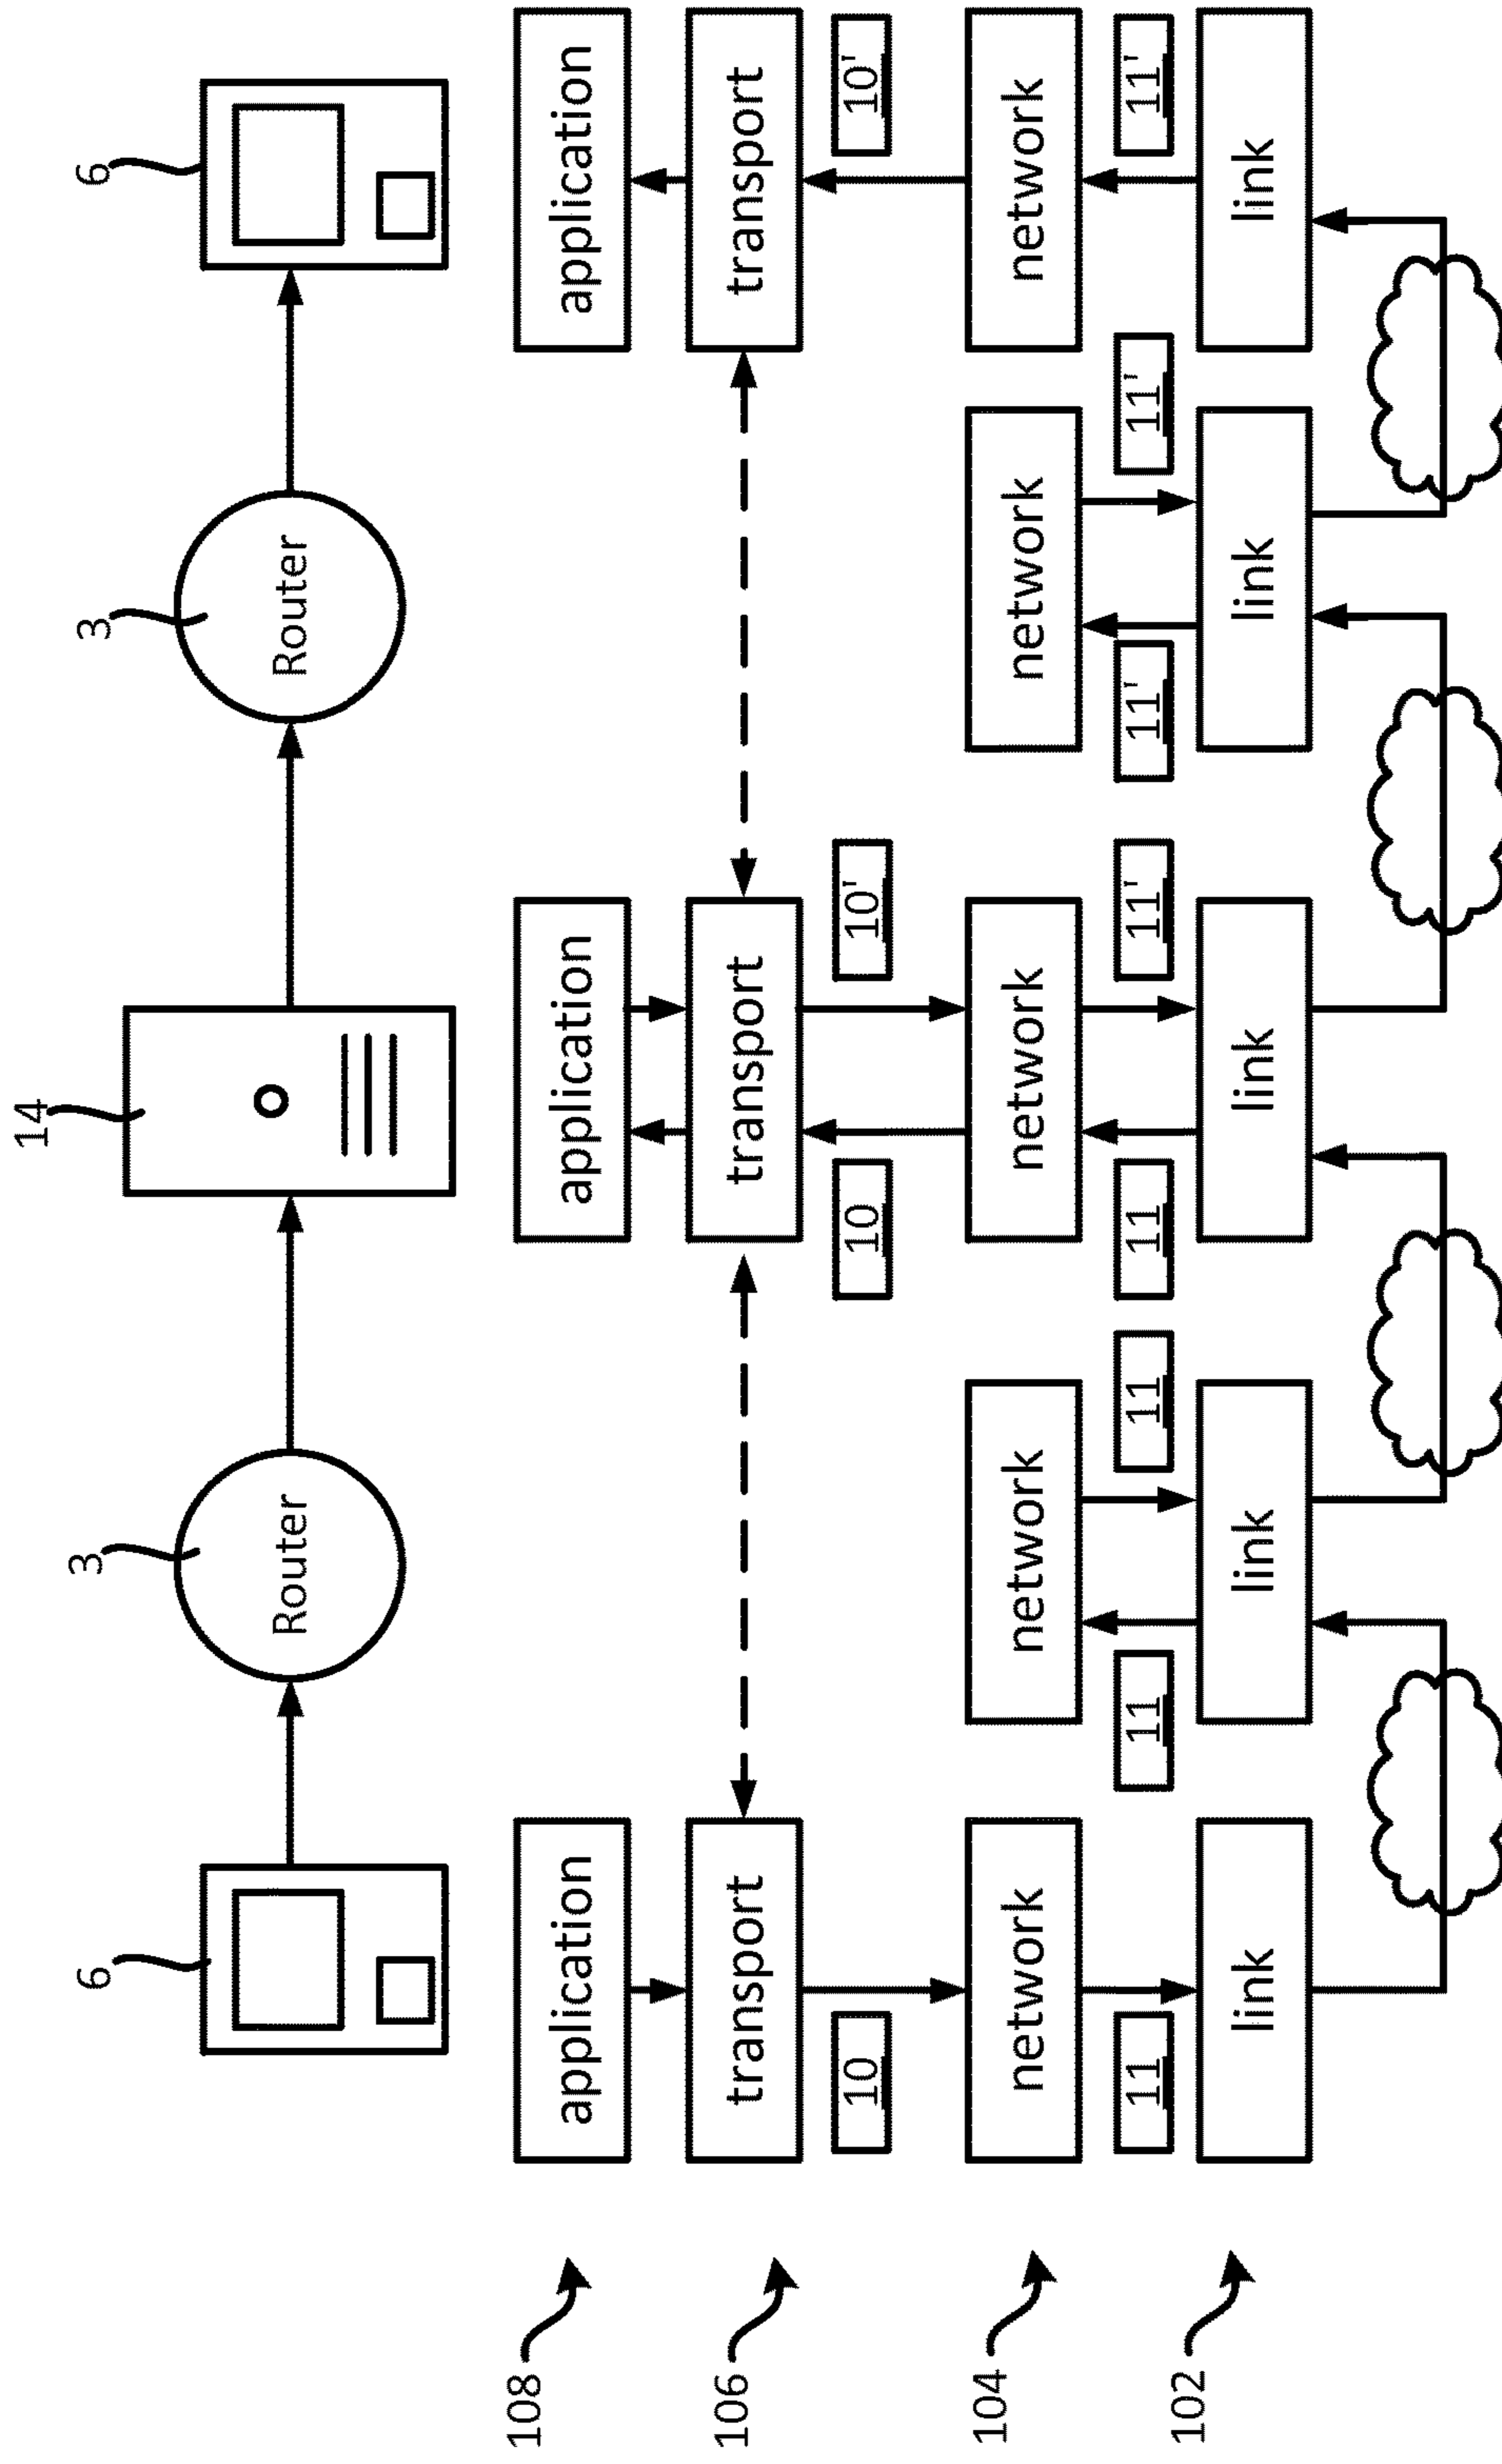 14
6 3 3 6
Router Router
108 application application application
106 transport transport transport
10 10 10' 10'
104 network network network network network
11 11 11 11 11' 11' 11' 11'
102 link link link link link